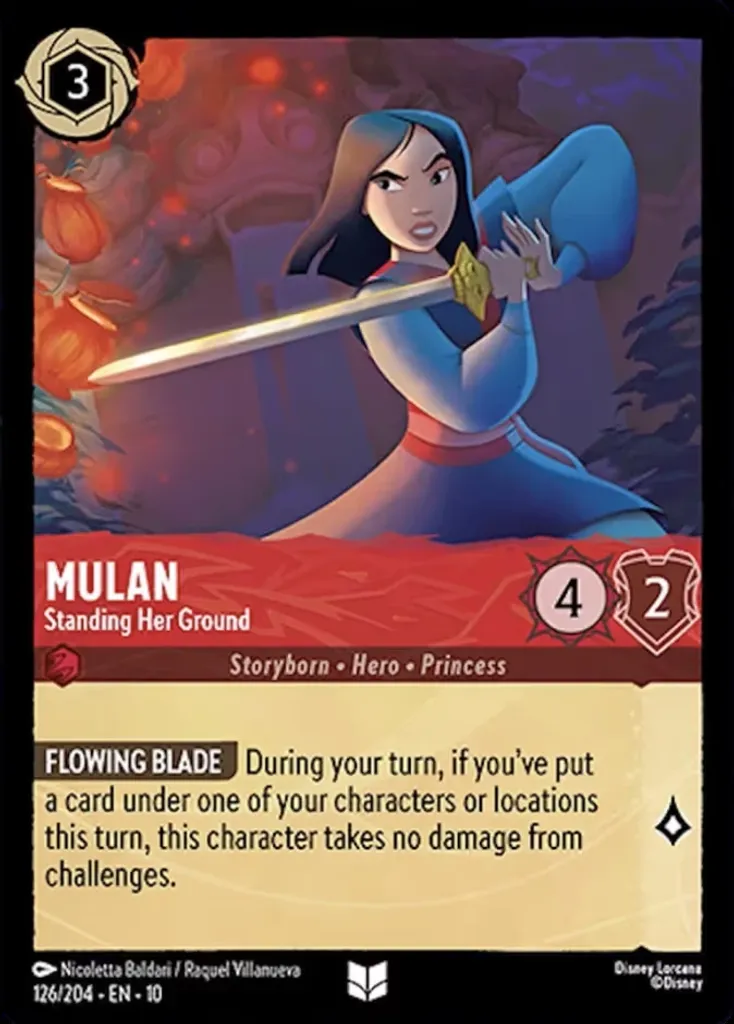 3
MULAN
Standing Her Ground
4
2
Storyborn • Hero • Princess
FLOWING BLADE During your turn, if you've put
a card under one of your characters or locations
this turn, this character takes no damage from
challenges.
Nicoletta Baldari / Raquel Villanueva
126/204 • EN • 10
Disney Lorcana
©Disney